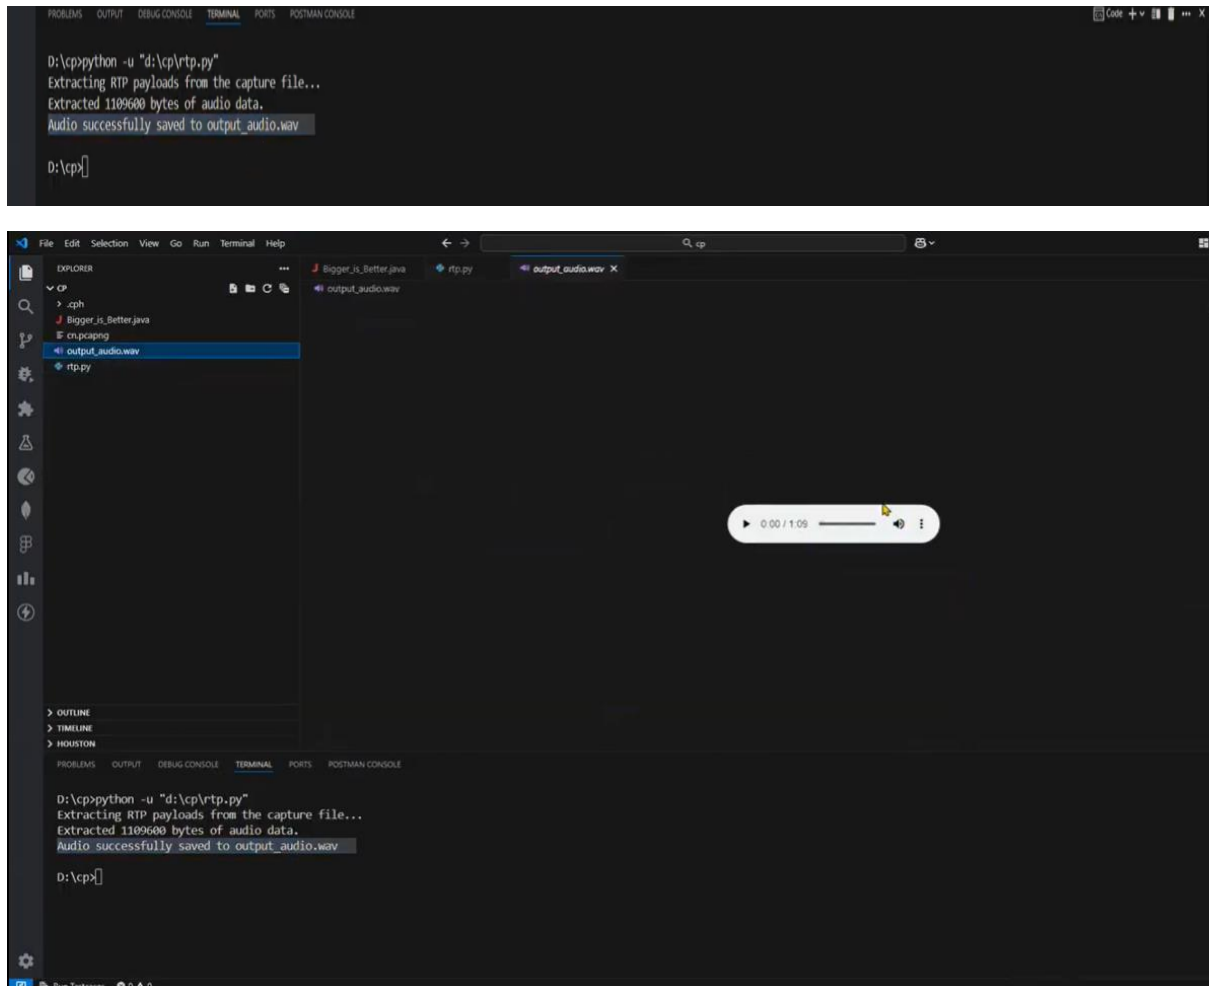 PROBLEMS OUTPUT DEBUG CONSOLE TERMINAL PORTS POSTMAN CONSOLE
Code
D:\cp>python -u "d:\cp\rtp.py"
Extracting RTP payloads from the capture file...
Extracted 1109600 bytes of audio data.
Audio successfully saved to output_audio.wav
D:\cp>
File Edit Selection View Go Run Terminal Help
cp
EXPLORER
Bigger_is_Better.java
rtp.py
output_audio.wav
CP
output_audio.wav
.cph
Bigger_is_Better.java
cn.pcapng
output_audio.wav
rtp.py
0:00 / 1:09
OUTLINE
TIMELINE
HOUSTON
PROBLEMS OUTPUT DEBUG CONSOLE TERMINAL PORTS POSTMAN CONSOLE
D:\cp>python -u "d:\cp\rtp.py"
Extracting RTP payloads from the capture file...
Extracted 1109600 bytes of audio data.
Audio successfully saved to output_audio.wav
D:\cp>